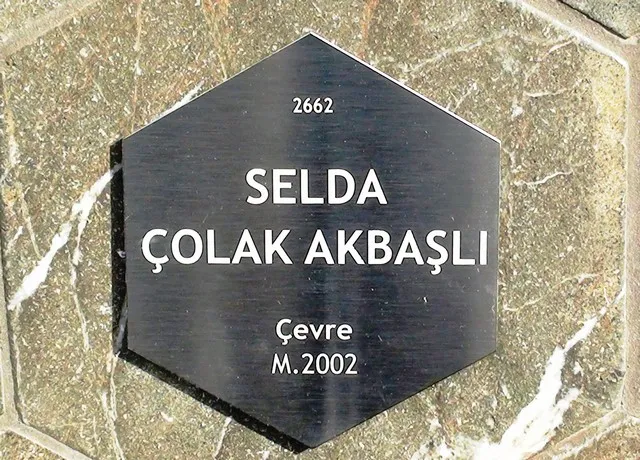 2662
SELDA
ÇOLAK AKBAŞLI
Çevre
M.2002